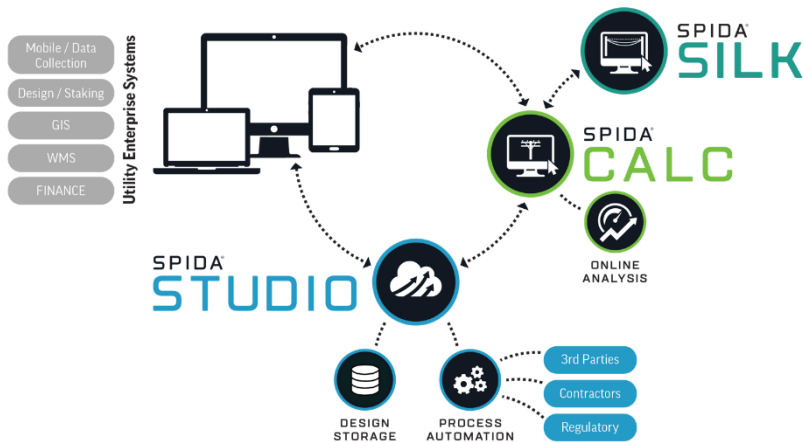 Mobile / Data
Collection
Design / Staking
GIS
WMS
FINANCE
Utility Enterprise Systems
SPIDA®
SILK
SPIDA®
CALC
ONLINE
ANALYSIS
SPIDA®
STUDIO
DESIGN
STORAGE
PROCESS
AUTOMATION
3rd Parties
Contractors
Regulatory